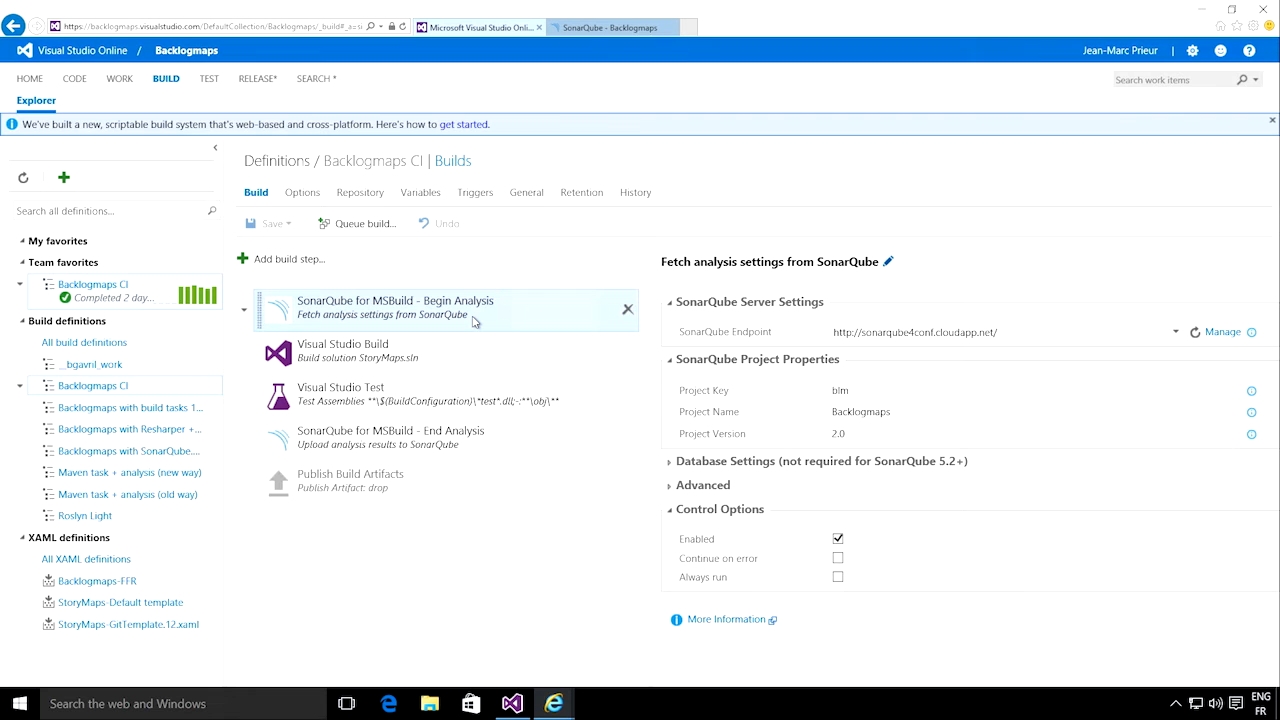 https://backlogmaps.visualstudio.com/DefaultCollection/Backlogmaps/_build#_a=si
Microsoft Visual Studio Onli...
SonarQube - Backlogmaps
Visual Studio Online / Backlogmaps
Jean-Marc Prieur
HOME CODE WORK BUILD TEST RELEASE* SEARCH *
Search work items
Explorer
We've built a new, scriptable build system that's web-based and cross-platform. Here's how to get started.
Definitions / Backlogmaps CI | Builds
Build Options Repository Variables Triggers General Retention History
Search all definitions...
Save Queue build... Undo
My favorites
Team favorites
Backlogmaps CI
Completed 2 day...
Build definitions
All build definitions
__bgavril_work
Backlogmaps CI
Backlogmaps with build tasks 1...
Backlogmaps with Resharper +...
Backlogmaps with SonarQube....
Maven task + analysis (new way)
Maven task + analysis (old way)
Roslyn Light
XAML definitions
All XAML definitions
Backlogmaps-FFR
StoryMaps-Default template
StoryMaps-GitTemplate.12.xaml
Add build step...
SonarQube for MSBuild - Begin Analysis
Fetch analysis settings from SonarQube
Visual Studio Build
Build solution StoryMaps.sln
Visual Studio Test
Test Assemblies **\$(BuildConfiguration)\*test*.dll;-:**\obj\**
SonarQube for MSBuild - End Analysis
Upload analysis results to SonarQube
Publish Build Artifacts
Publish Artifact: drop
Fetch analysis settings from SonarQube
SonarQube Server Settings
SonarQube Endpoint http://sonarqube4conf.cloudapp.net/ Manage
SonarQube Project Properties
Project Key blm
Project Name Backlogmaps
Project Version 2.0
Database Settings (not required for SonarQube 5.2+)
Advanced
Control Options
Enabled
Continue on error
Always run
More Information
Search the web and Windows
ENG
FR